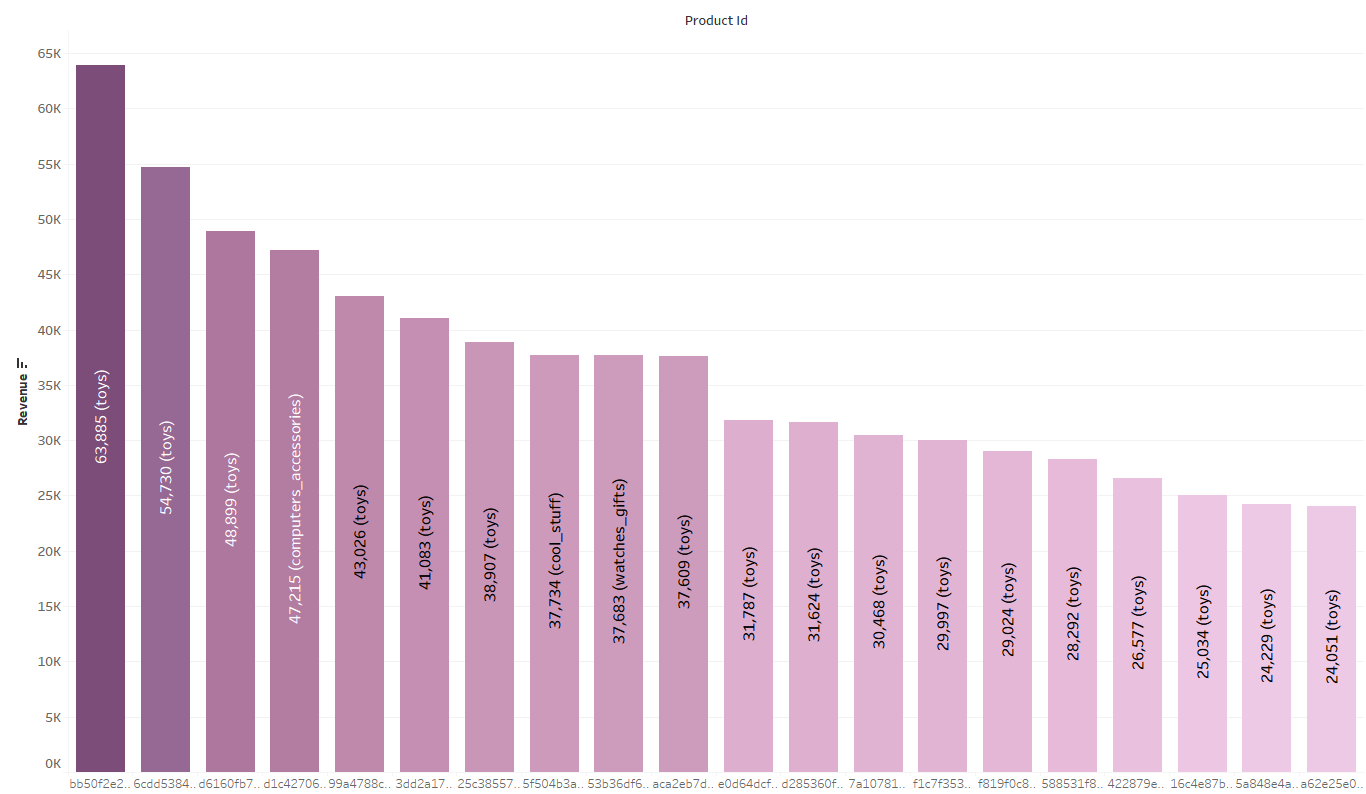 Product Id
65K
60K
55K
50K
45K
40K
35K
30K
25K
20K
15K
10K
5K
0K
Revenue
63,885 (toys)
54,730 (toys)
48,899 (toys)
47,215 (computers_accessories)
43,026 (toys)
41,083 (toys)
38,907 (toys)
37,734 (cool_stuff)
37,683 (watches_gifts)
37,609 (toys)
31,787 (toys)
31,624 (toys)
30,468 (toys)
29,997 (toys)
29,024 (toys)
28,292 (toys)
26,577 (toys)
25,034 (toys)
24,229 (toys)
24,051 (toys)
bb50f2e2.. 6cdd5384.. d6160fb7.. d1c42706.. 99a4788c.. 3dd2a17.. 25c38557.. 5f504b3a.. 53b36df6.. aca2eb7d.. e0d64dcf.. d285360f.. 7a10781.. f1c7f353.. f819f0c8.. 588531f8.. 422879e.. 16c4e87b.. 5a848e4a.. a62e25e0..